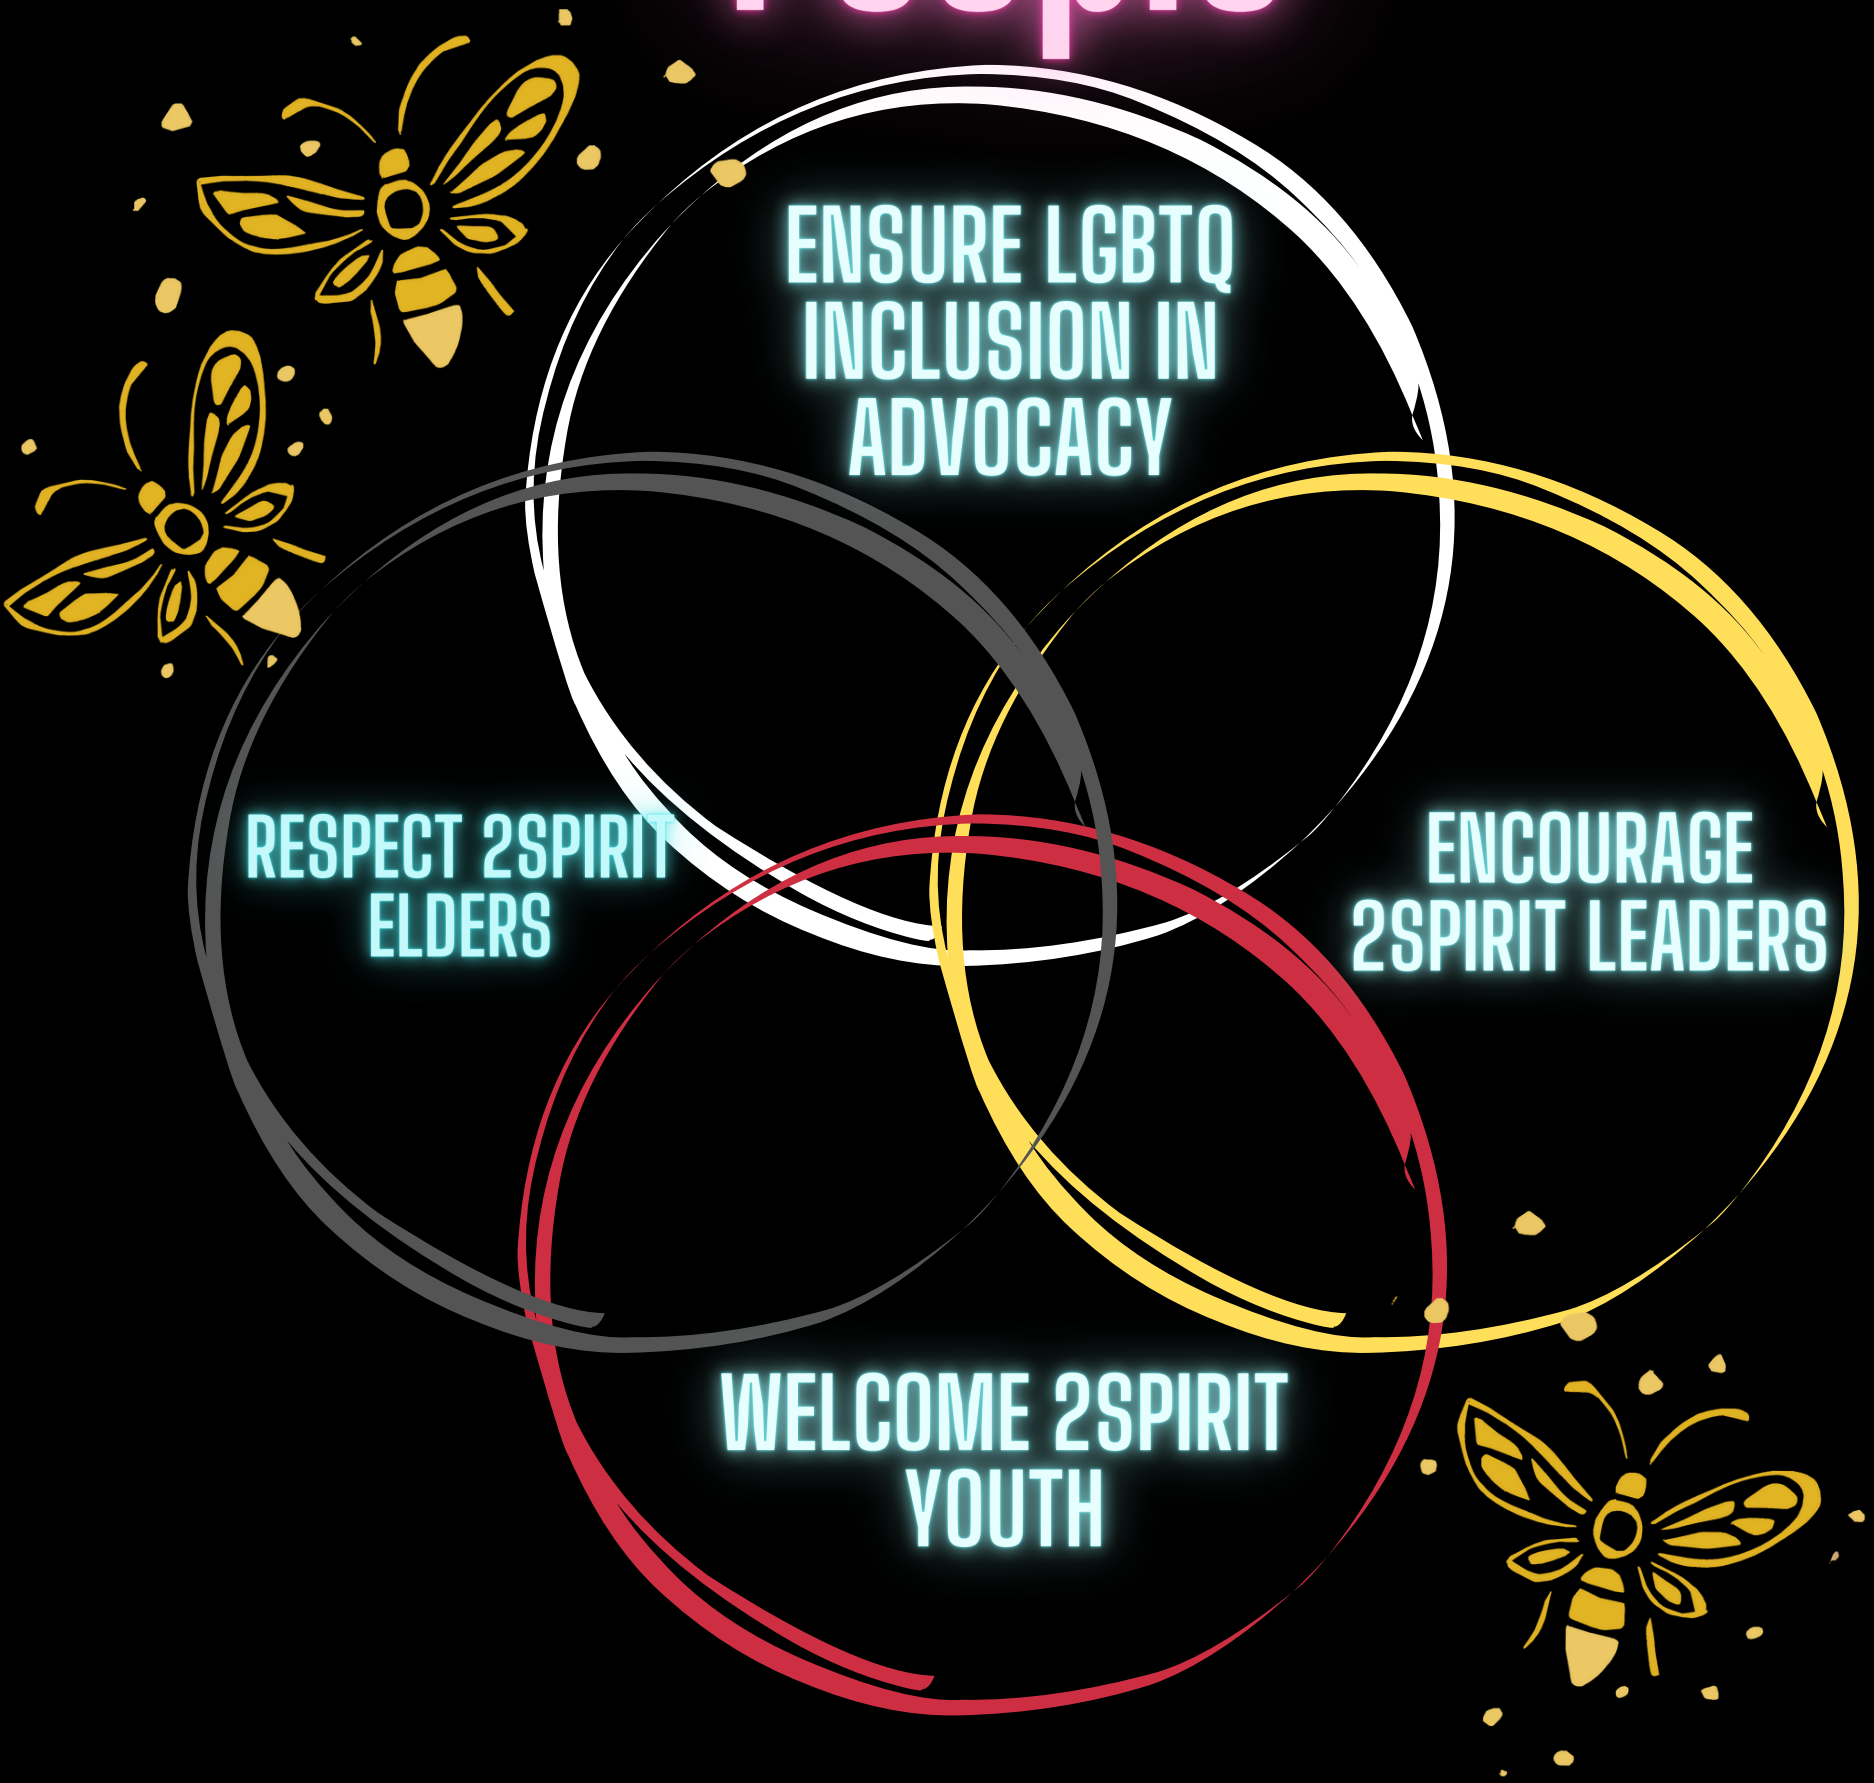 ENSURE LGBTQ
INCLUSION IN
ADVOCACY
RESPECT 2SPIRIT
ELDERS
ENCOURAGE
2SPIRIT LEADERS
WELCOME 2SPIRIT
YOUTH